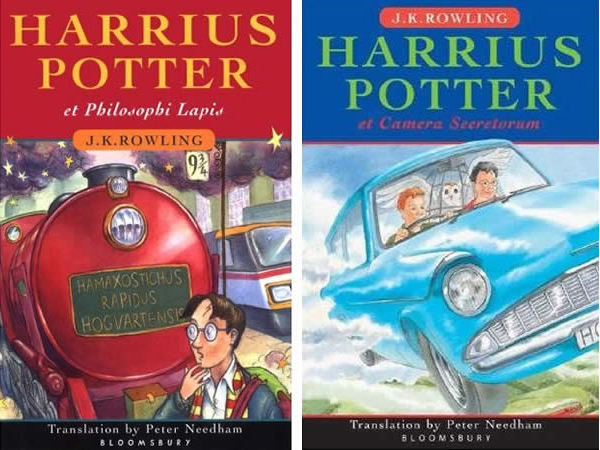 HARRIUS
POTTER
et Philosophi Lapis
J.K.ROWLING
9¾
HAMAXOSTICHUS
RAPIDUS
HOGVARTENSIS
Translation by Peter Needham
BLOOMSBURY
J.K.ROWLING
HARRIUS
POTTER
et Camera Secretorum
Translation by Peter Needham
BLOOMSBURY